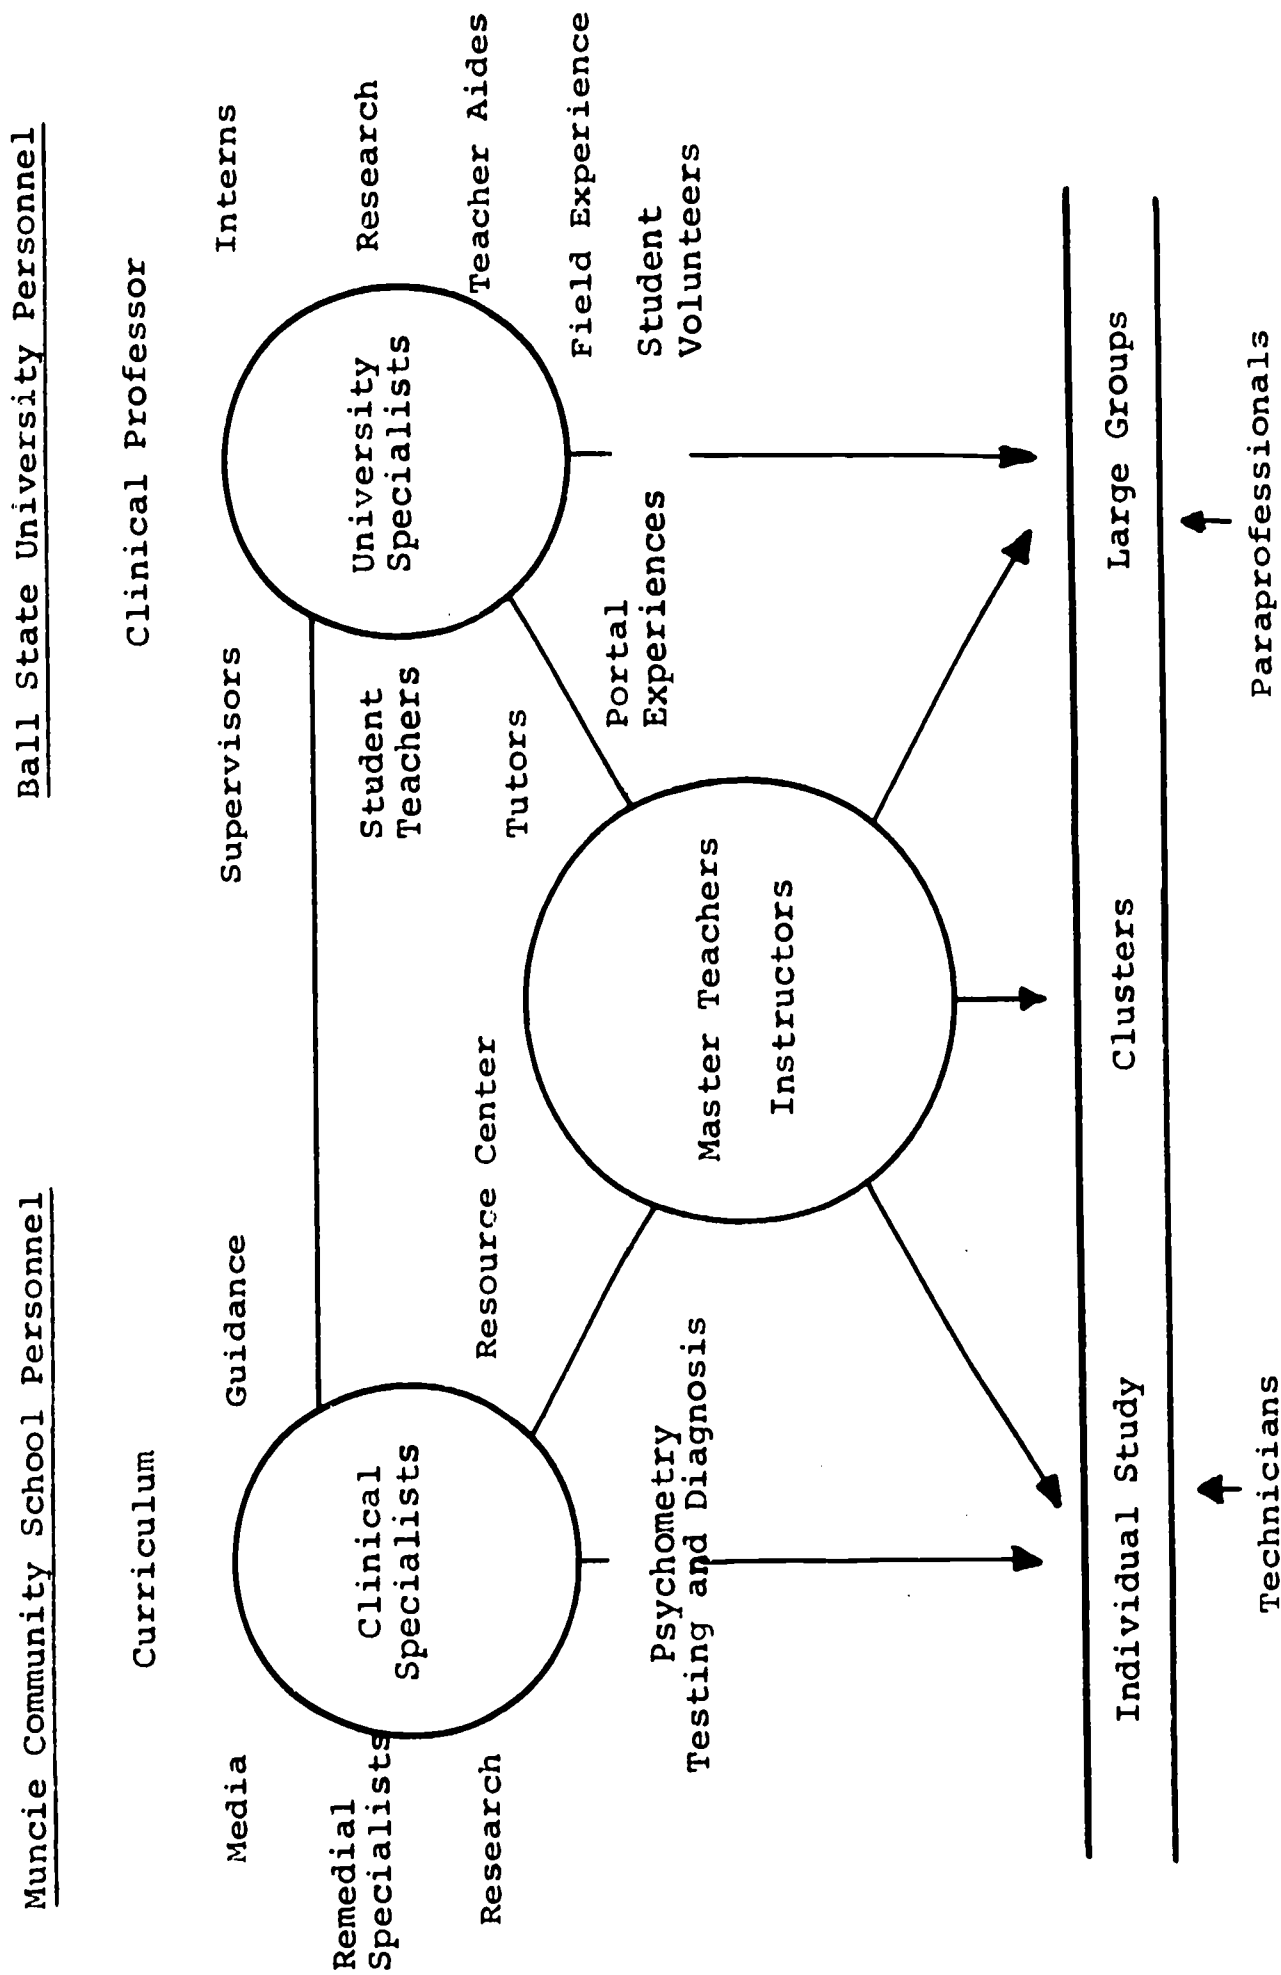 Muncie Community School Personnel
Ball State University Personnel
Curriculum
Clinical Professor
Media
Guidance
Supervisors
Interns
Remedial
Specialists
Clinical
Specialists
Student
Teachers
University
Specialists
Research
Research
Resource Center
Tutors
Teacher Aides
Field Experience
Portal
Experiences
Student
Volunteers
Psychometry
Testing and Diagnosis
Master Teachers
Instructors
Individual Study
Clusters
Large Groups
Technicians
Paraprofessionals